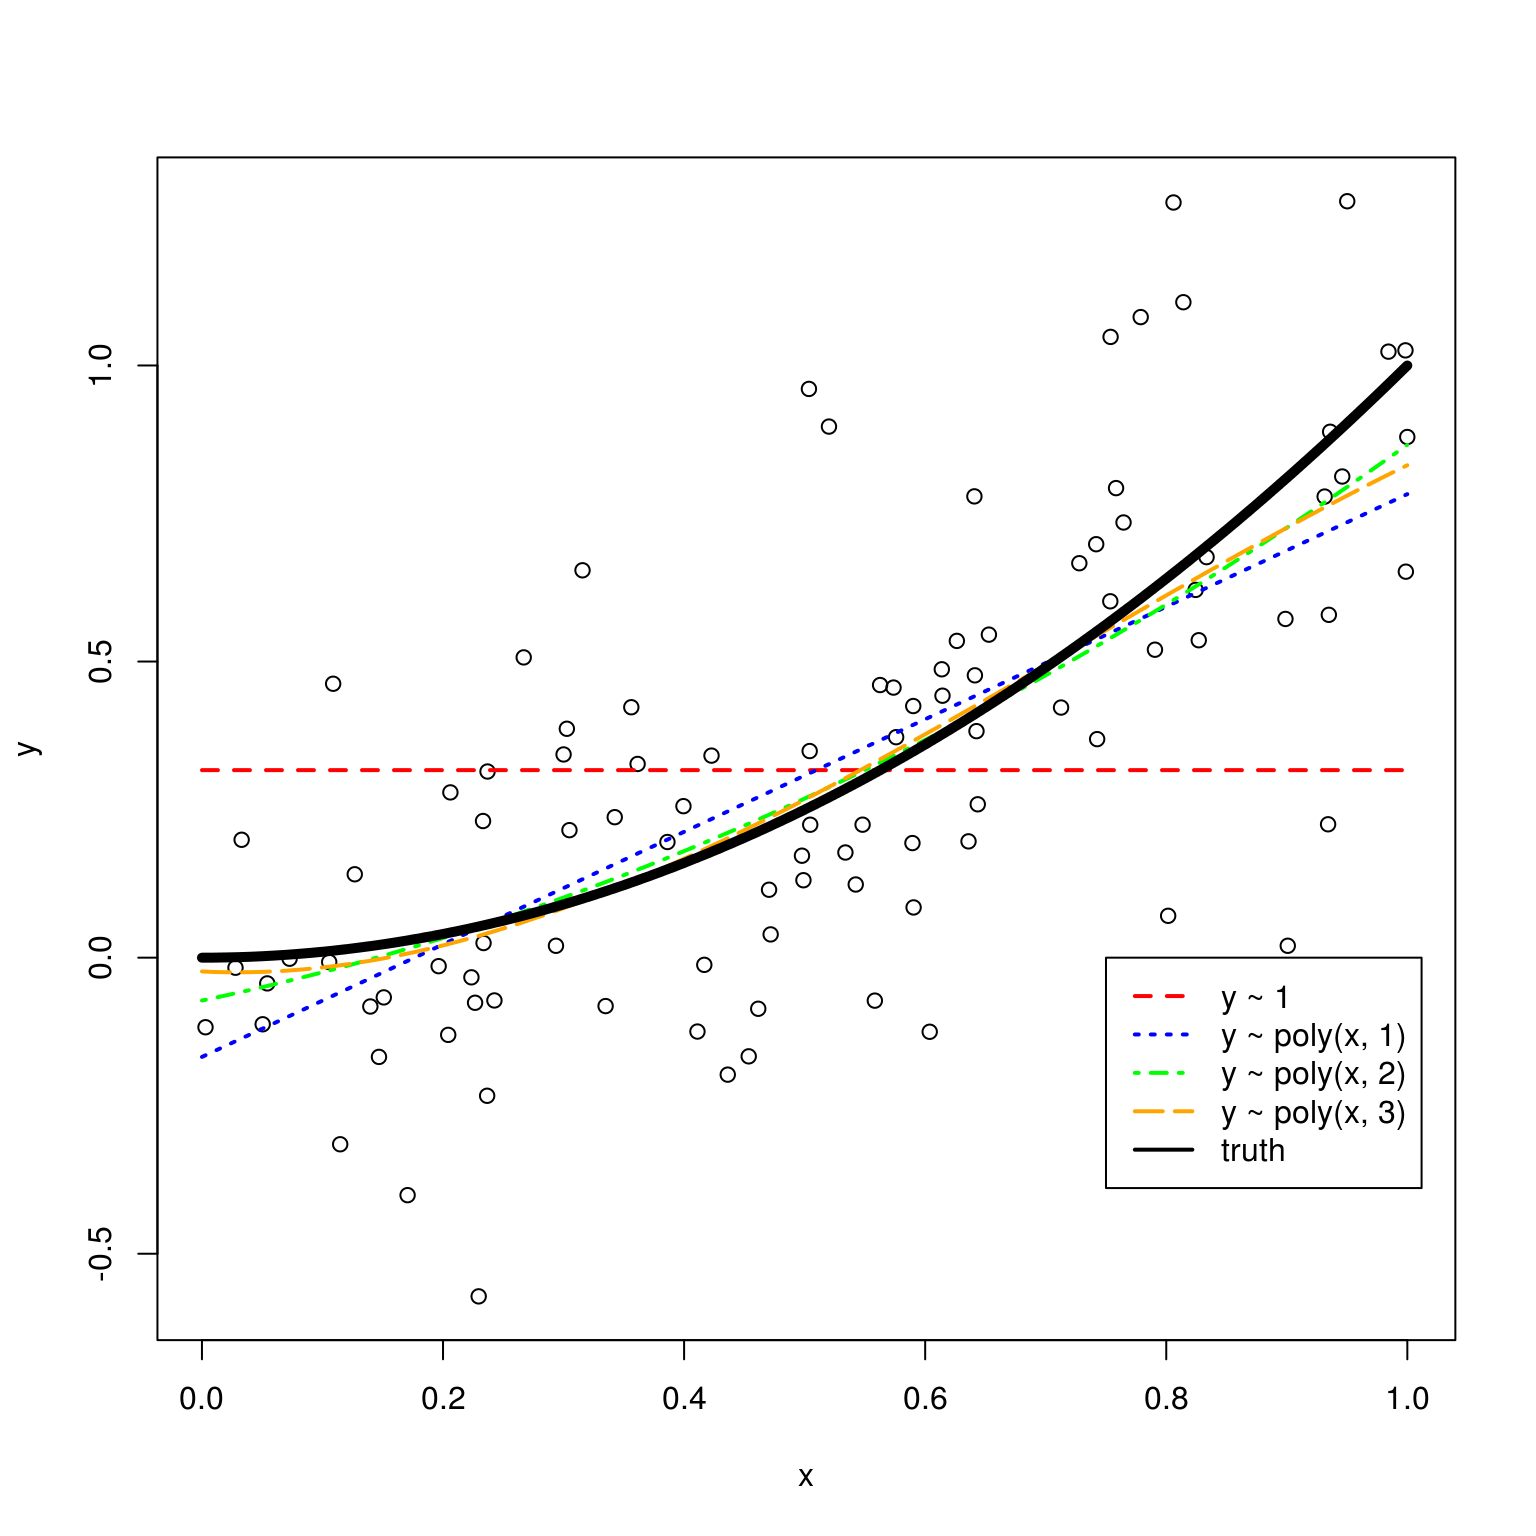 1.0
0.5
0.0
-0.5
y
y ~ 1
y ~ poly(x, 1)
y ~ poly(x, 2)
y ~ poly(x, 3)
truth
0.0 0.2 0.4 0.6 0.8 1.0
x